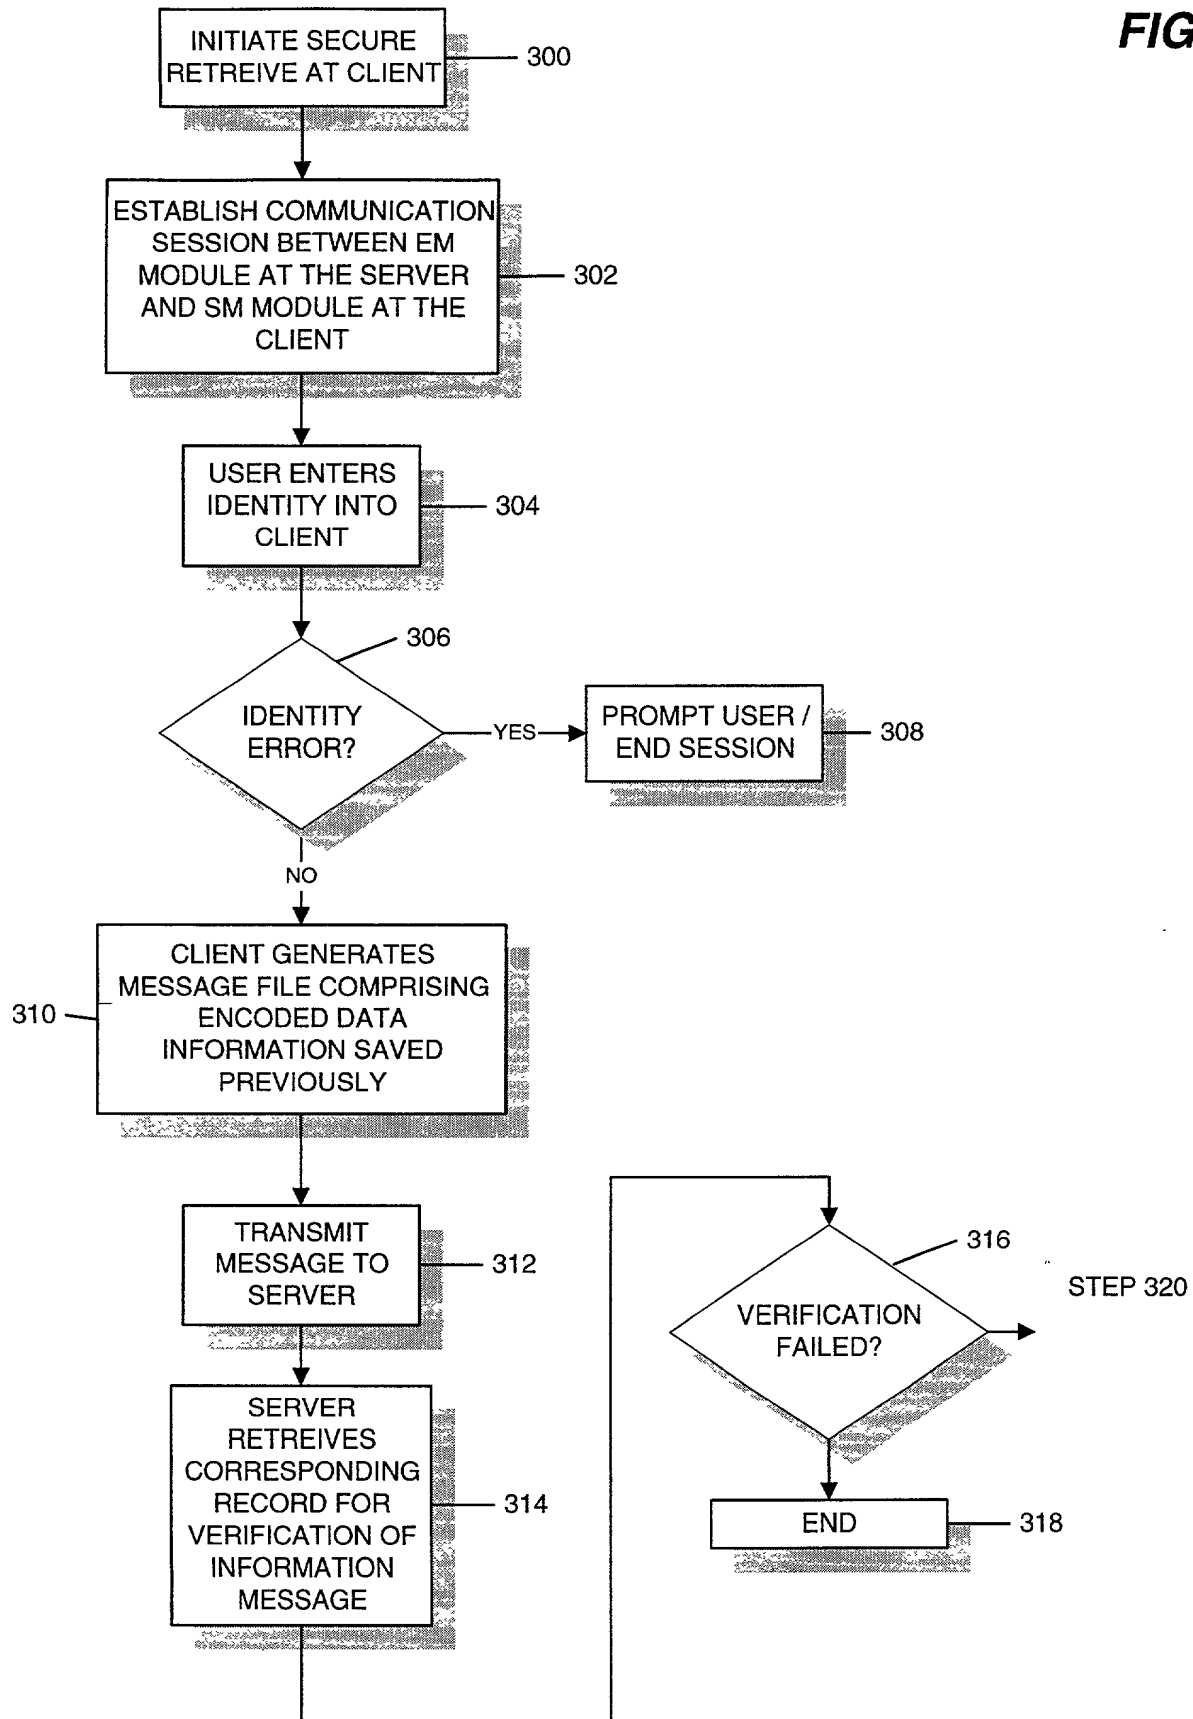 FIG
INITIATE SECURE
RETREIVE AT CLIENT
300
ESTABLISH COMMUNICATION
SESSION BETWEEN EM
MODULE AT THE SERVER
AND SM MODULE AT THE
CLIENT
302
USER ENTERS
IDENTITY INTO
CLIENT
304
306
IDENTITY
ERROR?
YES
PROMPT USER /
END SESSION
308
NO
CLIENT GENERATES
MESSAGE FILE COMPRISING
ENCODED DATA
INFORMATION SAVED
PREVIOUSLY
310
TRANSMIT
MESSAGE TO
SERVER
312
SERVER
RETREIVES
CORRESPONDING
RECORD FOR
VERIFICATION OF
INFORMATION
MESSAGE
314
316
VERIFICATION
FAILED?
STEP 320
END
318